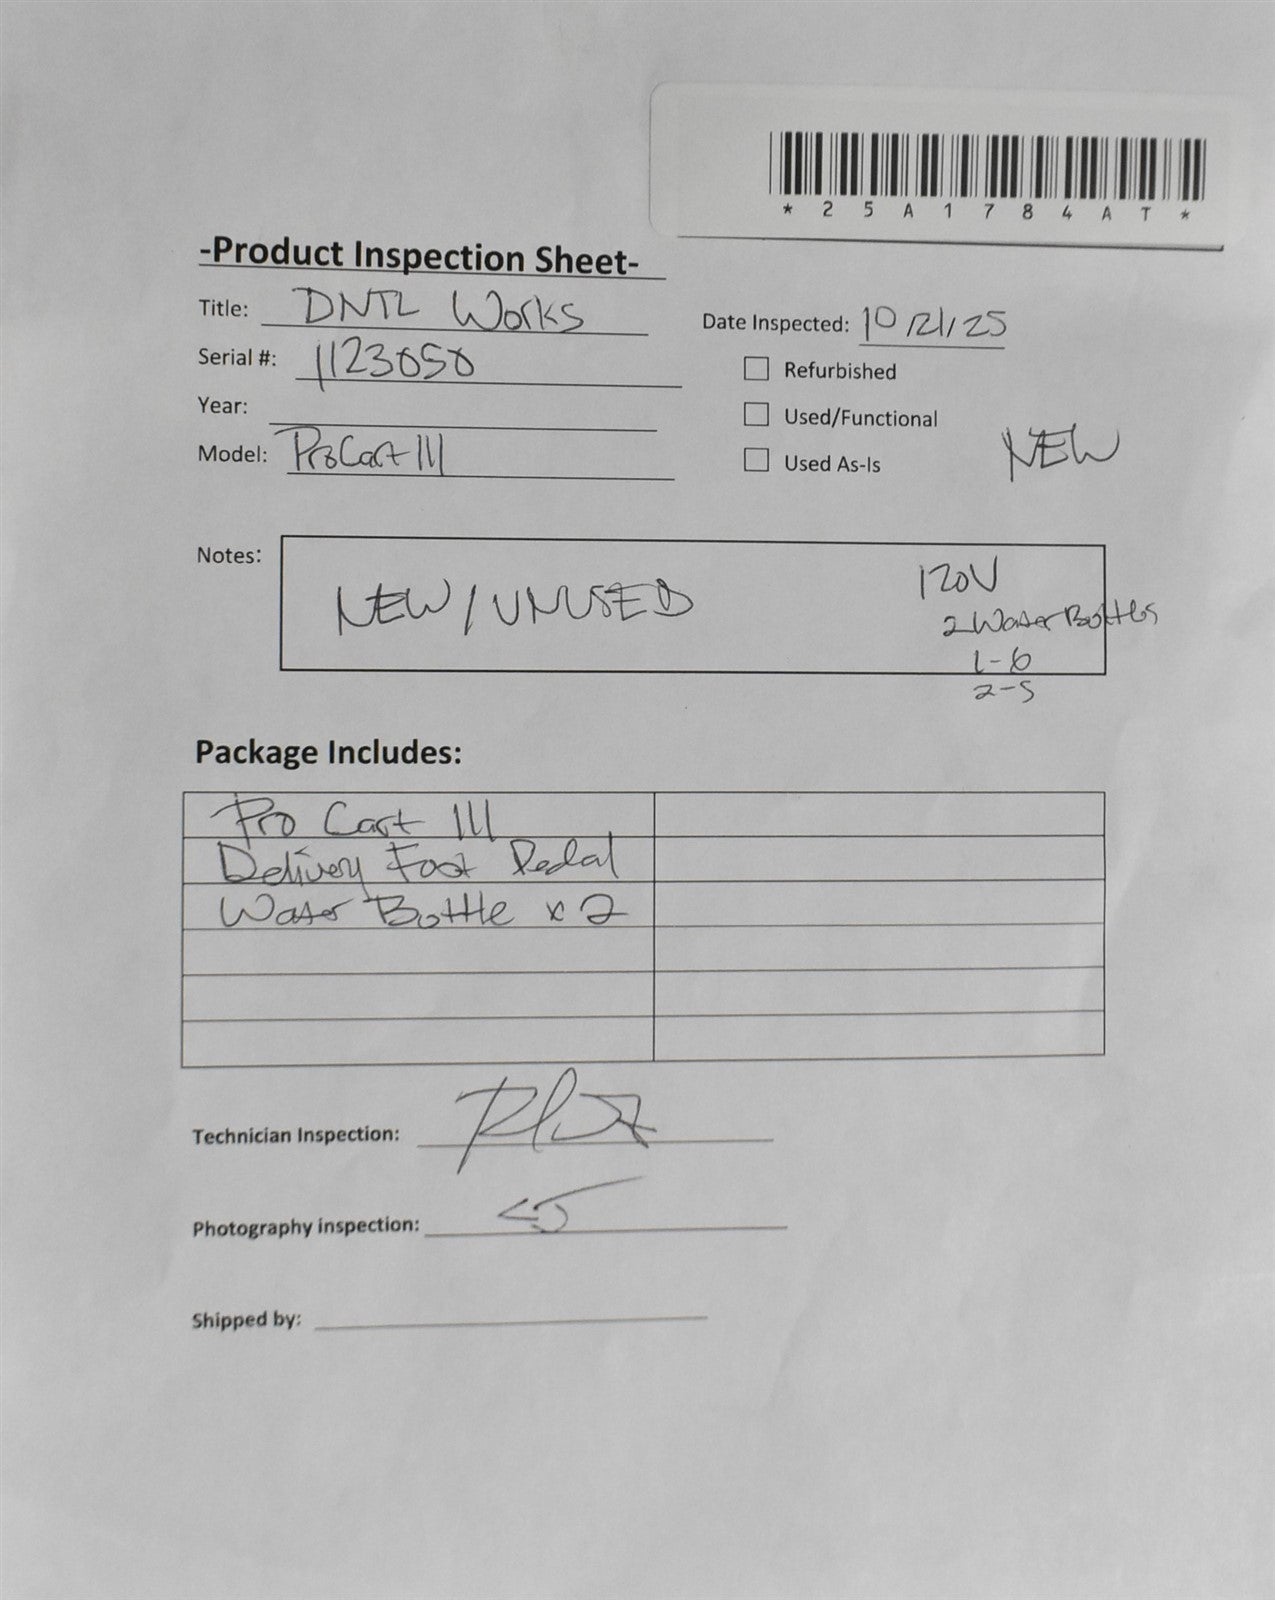 * 2 5 A 1 7 8 4 A T *
-Product Inspection Sheet-
Title: DNTL Works
Date Inspected: 10/21/25
Serial #: 1123050
Refurbished
Year:
Used/Functional
Model: ProCart III
Used As-Is
NEW
Notes:
NEW/UNUSED
120V
2 Water Bottles
1-6
2-5
Package Includes:
Pro Cart III
Delivery Foot Pedal
Water Bottle x 2
Technician Inspection:
Photography inspection:
Shipped by: